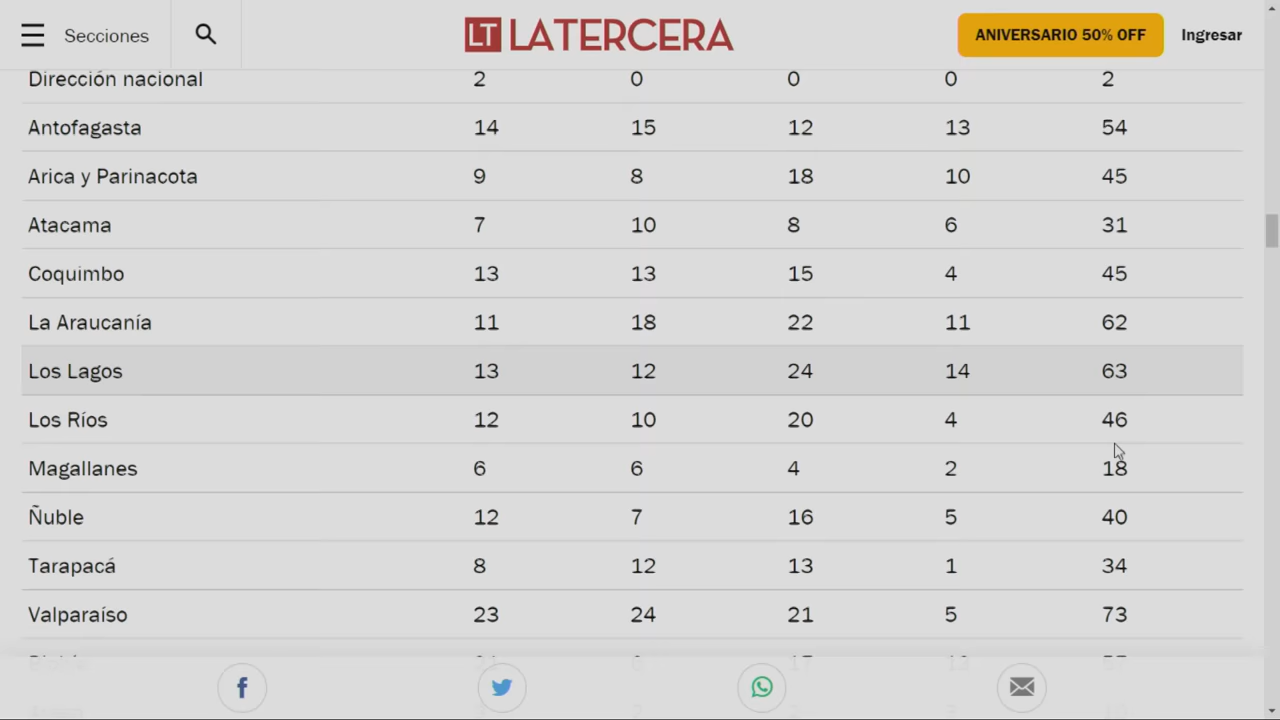 Secciones LT LATERCERA ANIVERSARIO 50% OFF Ingresar
Dirección nacional 2 0 0 0 2
Antofagasta 14 15 12 13 54
Arica y Parinacota 9 8 18 10 45
Atacama 7 10 8 6 31
Coquimbo 13 13 15 4 45
La Araucanía 11 18 22 11 62
Los Lagos 13 12 24 14 63
Los Ríos 12 10 20 4 46
Magallanes 6 6 4 2 18
Ñuble 12 7 16 5 40
Tarapacá 8 12 13 1 34
Valparaíso 23 24 21 5 73